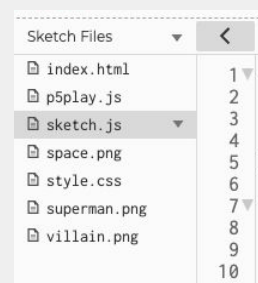 Sketch Files
index.html
p5play.js
sketch.js
space.png
style.css
superman.png
villain.png
1
2
3
4
5
6
7
8
9
10